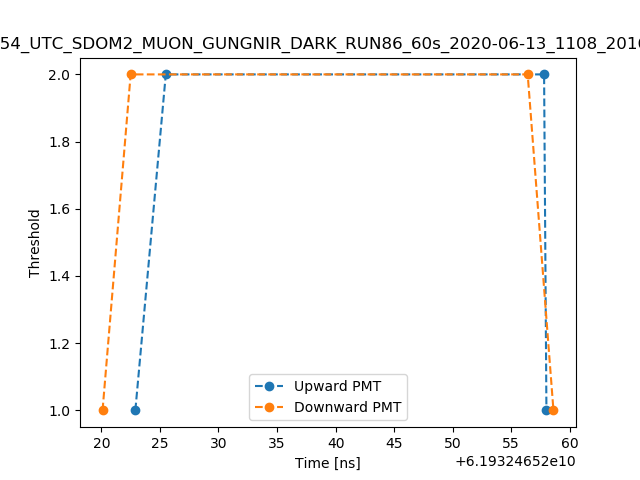 54_UTC_SDOM2_MUON_GUNGNIR_DARK_RUN86_60s_2020-06-13_1108_2016
2.0
1.8
1.6
1.4
1.2
1.0
Threshold
Upward PMT
Downward PMT
20 25 30 35 40 45 50 55 60
Time [ns]
+6.19324652e10